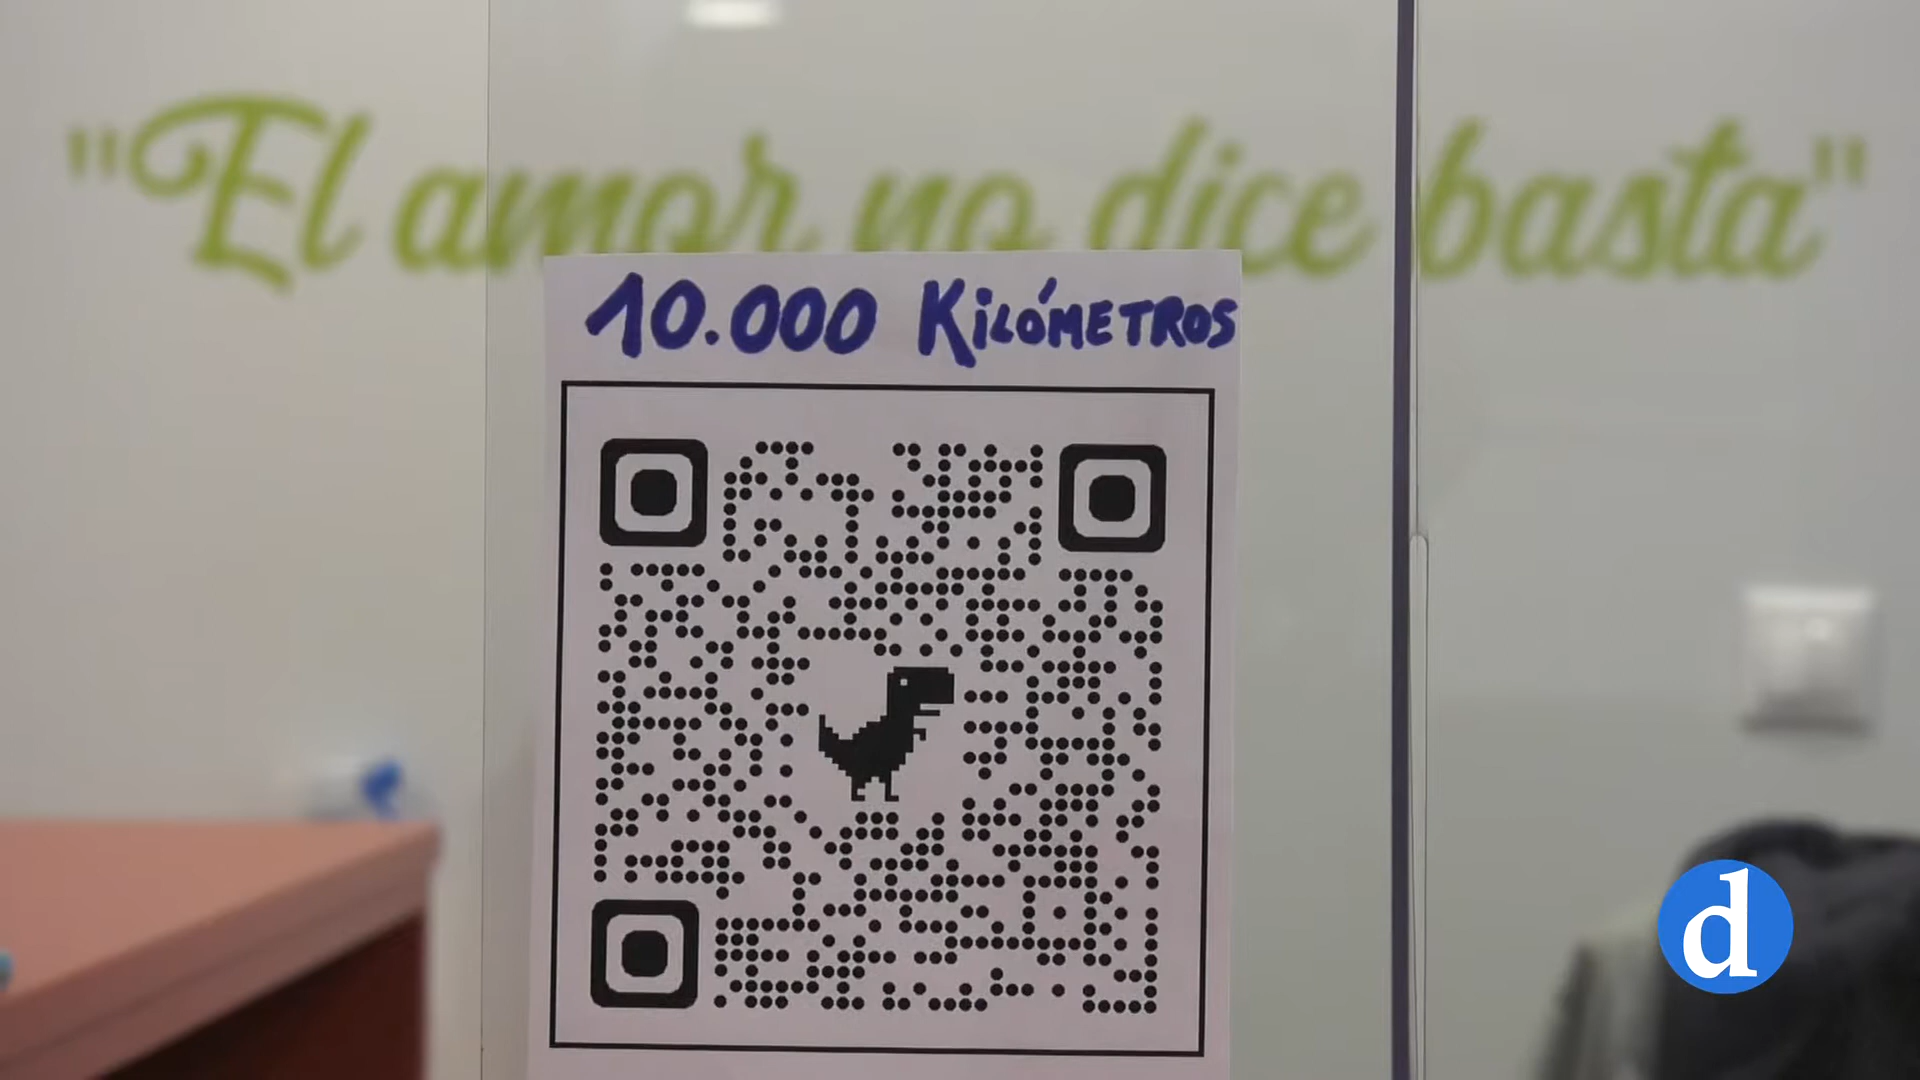 "El amor no dice basta"
10.000 KILÓMETROS
d